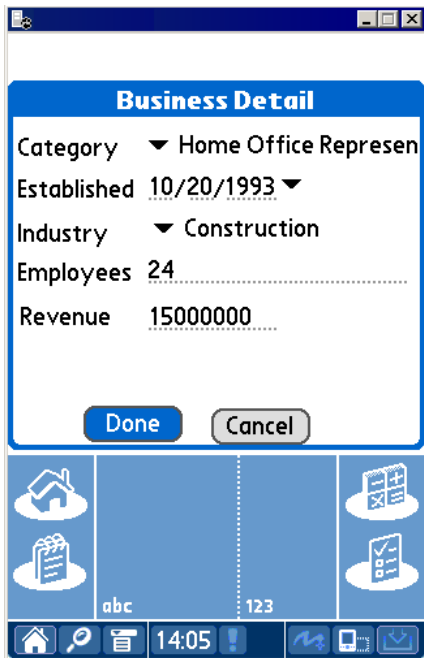 Business Detail
Category Home Office Represen
Established 10/20/1993
Industry Construction
Employees 24
Revenue 15000000
Done Cancel
abc 123
14:05